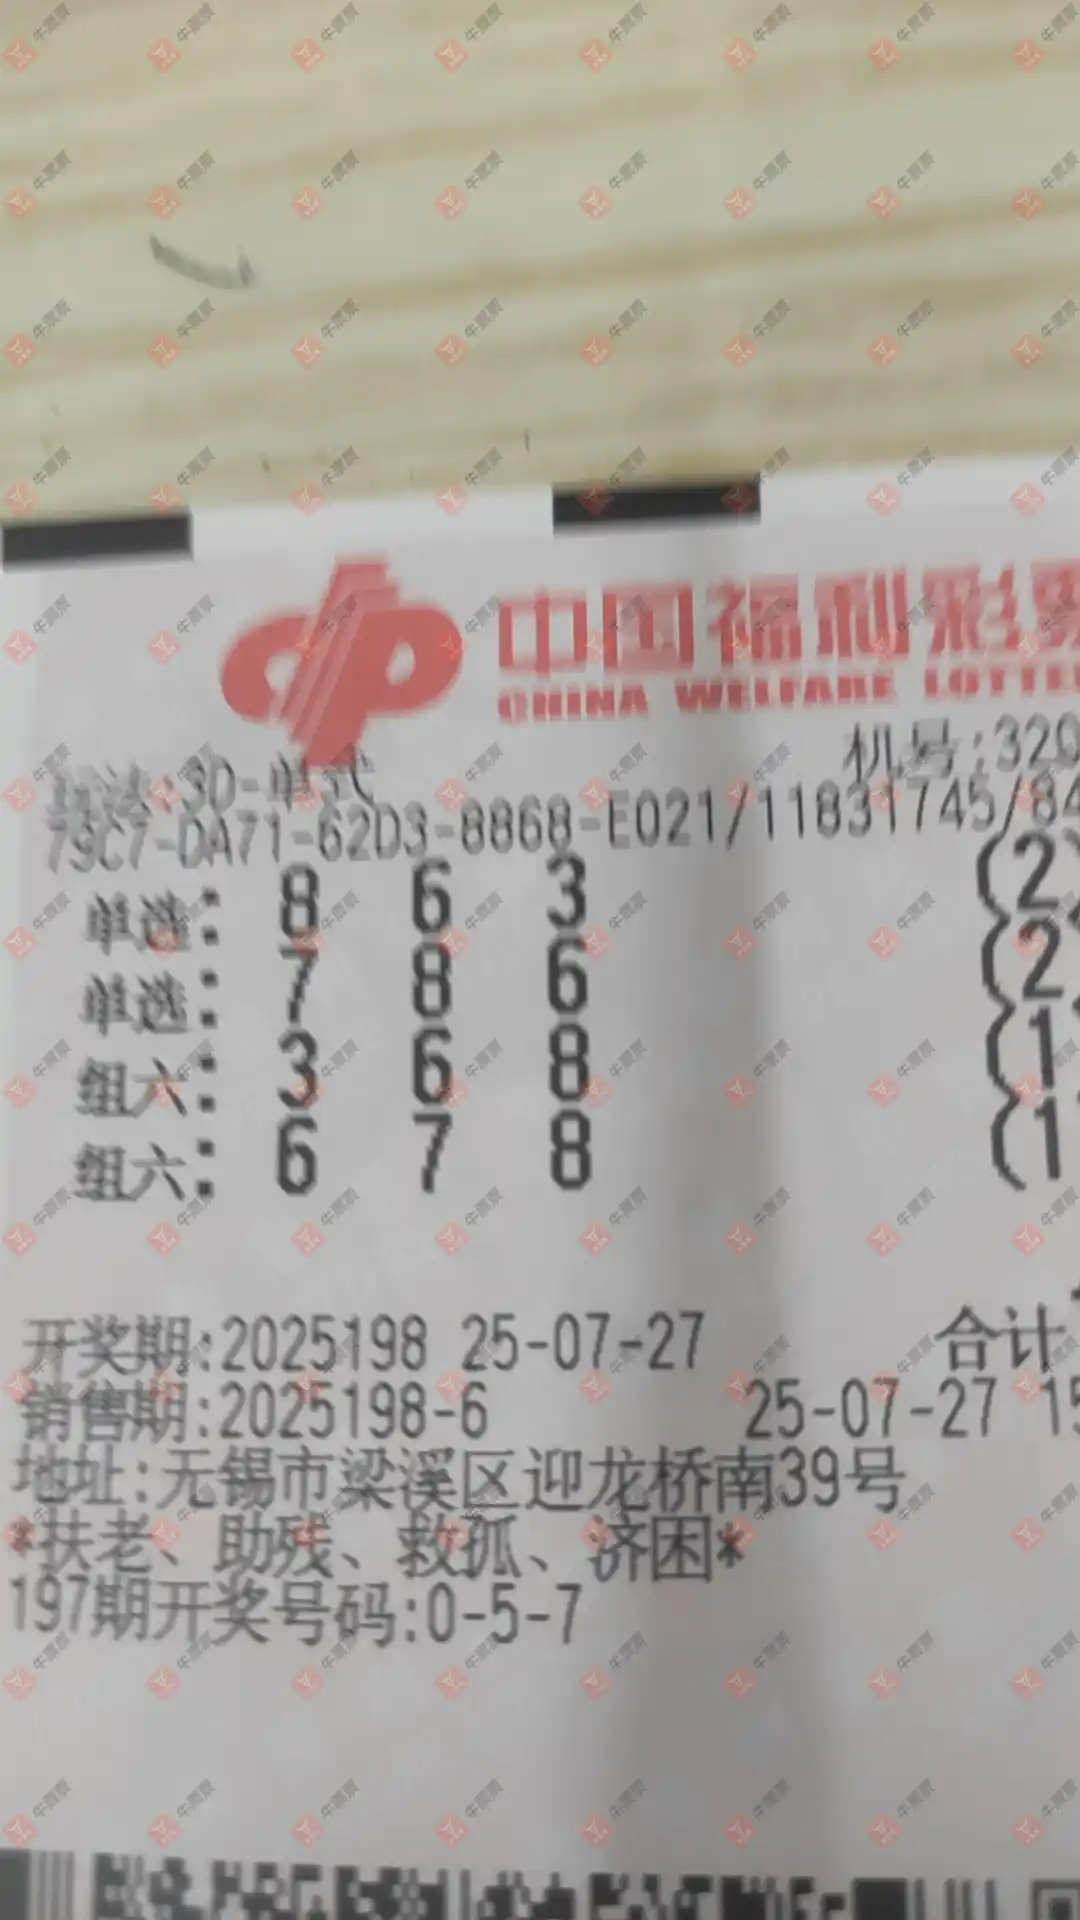 中国福利彩票
CHINA WELFARE LOTTE
机号:320
玩法:3D-单式
79C7-DA71-62D3-8868-E021/11831745/84
单选: 8 6 3 (2)
单选: 7 8 6 (2
组六: 3 6 8 (1
组六: 6 7 8 (1
开奖期:2025198 25-07-27 合计
销售期:2025198-6 25-07-27 15
地址:无锡市梁溪区迎龙桥南39号
*扶老、助残、救孤、济困*
197期开奖号码:0-5-7
牛票票